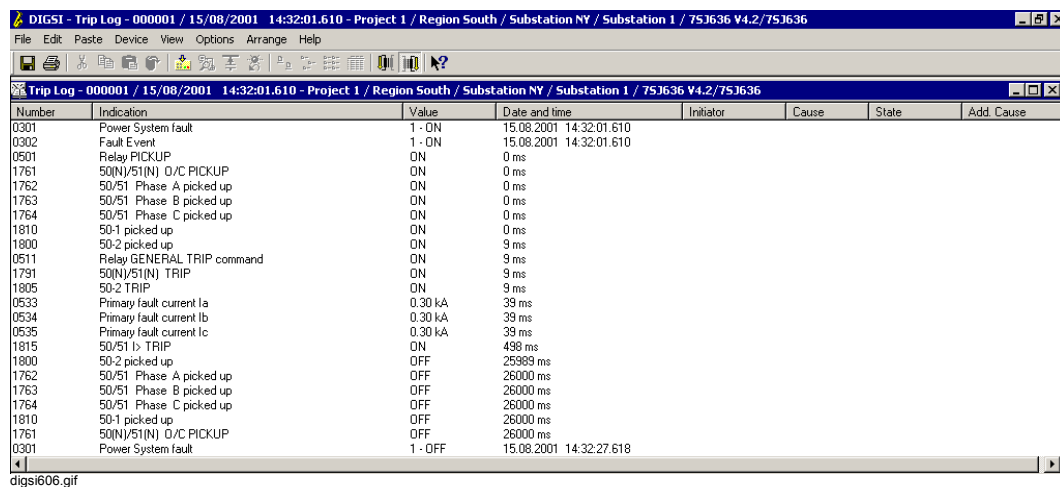 DIGSI - Trip Log - 000001 / 15/08/2001 14:32:01.610 - Project 1 / Region South / Substation NY / Substation 1 / 7SJ636 V4.2/7SJ636
File Edit Paste Device View Options Arrange Help
Trip Log - 000001 / 15/08/2001 14:32:01.610 - Project 1 / Region South / Substation NY / Substation 1 / 7SJ636 V4.2/7SJ636
Number Indication Value Date and time Initiator Cause State Add. Cause
0301 Power System fault 1 - ON 15.08.2001 14:32:01.610
0302 Fault Event 1 - ON 15.08.2001 14:32:01.610
0501 Relay PICKUP ON 0 ms
1761 50(N)/51(N) O/C PICKUP ON 0 ms
1762 50/51 Phase A picked up ON 0 ms
1763 50/51 Phase B picked up ON 0 ms
1764 50/51 Phase C picked up ON 0 ms
1810 50-1 picked up ON 0 ms
1800 50-2 picked up ON 9 ms
0511 Relay GENERAL TRIP command ON 9 ms
1791 50(N)/51(N) TRIP ON 9 ms
1805 50-2 TRIP ON 9 ms
0533 Primary fault current Ia 0.30 kA 39 ms
0534 Primary fault current Ib 0.30 kA 39 ms
0535 Primary fault current Ic 0.30 kA 39 ms
1815 50/51 I> TRIP ON 498 ms
1800 50-2 picked up OFF 25989 ms
1762 50/51 Phase A picked up OFF 26000 ms
1763 50/51 Phase B picked up OFF 26000 ms
1764 50/51 Phase C picked up OFF 26000 ms
1810 50-1 picked up OFF 26000 ms
1761 50(N)/51(N) O/C PICKUP OFF 26000 ms
0301 Power System fault 1 - OFF 15.08.2001 14:32:27.618
digsi606.gif